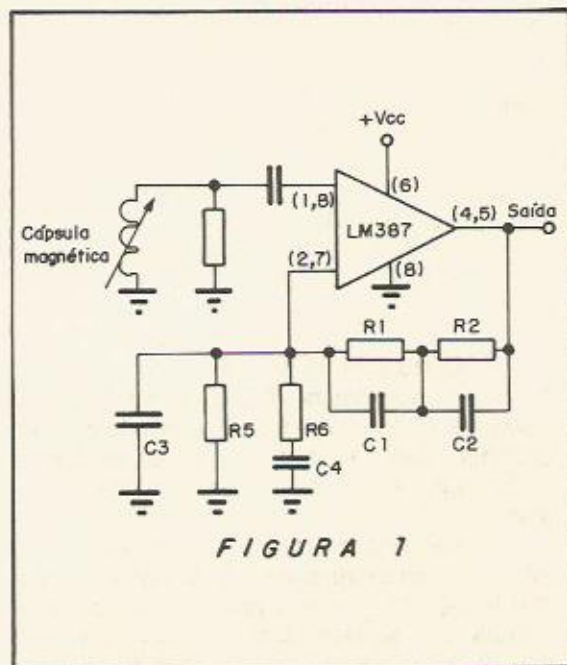 +Vcc
(6)
(1,8)
Cápsula
magnética
LM387
(4,5)
Saída
(2,7)
(8)
R1
R2
C3
R5
R6
C4
C1
C2
FIGURA 1